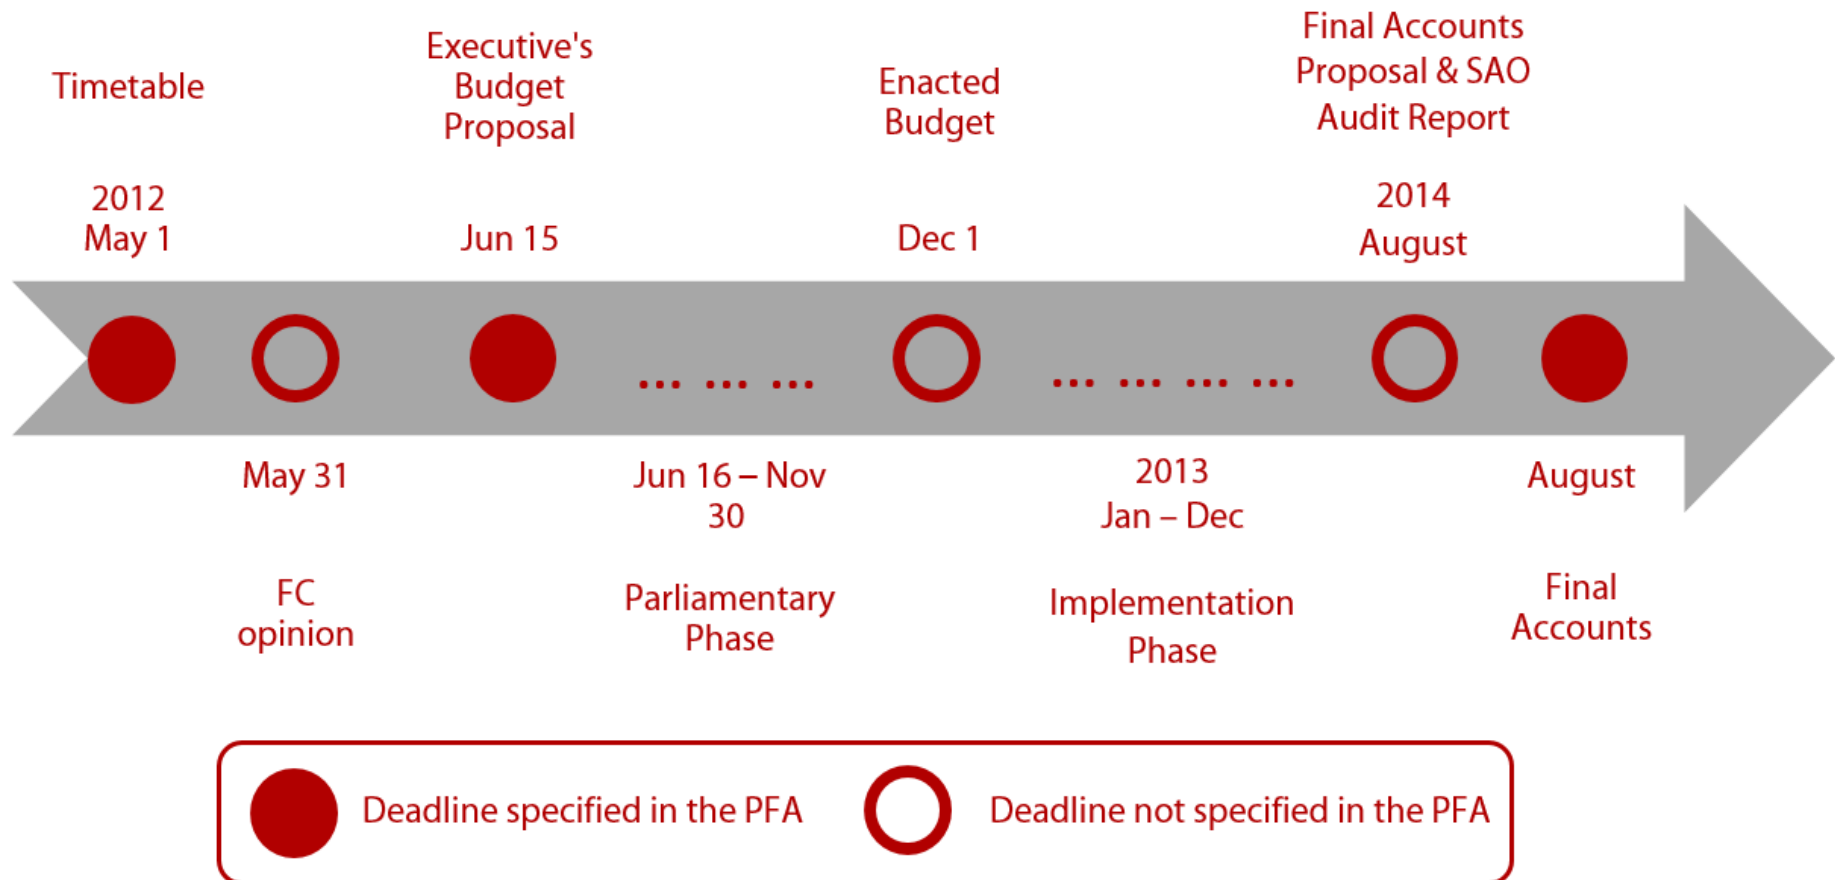 Timetable
2012
May 1
Executive's
Budget
Proposal
Jun 15
Enacted
Budget
Dec 1
Final Accounts
Proposal & SAO
Audit Report
2014
August
... ... ...
... ... ... ...
May 31
FC
opinion
Jun 16 – Nov
30
Parliamentary
Phase
2013
Jan – Dec
Implementation
Phase
August
Final
Accounts
Deadline specified in the PFA
Deadline not specified in the PFA